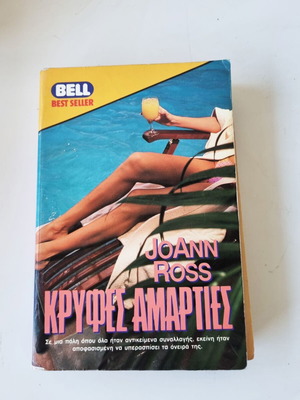 BELL
BEST SELLER
JOANN
ROSS
ΚΡΥΦΕΣ ΑΜΑΡΤΙΕΣ
Σε μια πόλη όπου όλα ήταν αντικείμενα συναλλαγής, εκείνη ήταν
αποφασισμένη να υπερασπίσει τα όνειρά της.